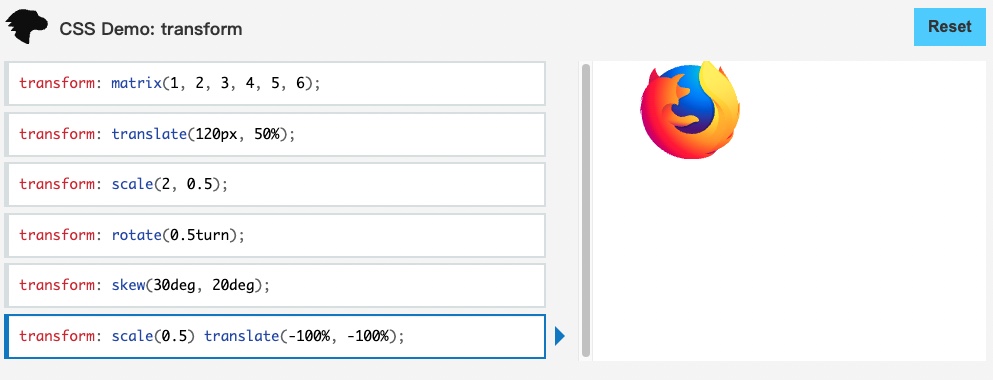 CSS Demo: transform
Reset
transform: matrix(1, 2, 3, 4, 5, 6);
transform: translate(120px, 50%);
transform: scale(2, 0.5);
transform: rotate(0.5turn);
transform: skew(30deg, 20deg);
transform: scale(0.5) translate(-100%, -100%);